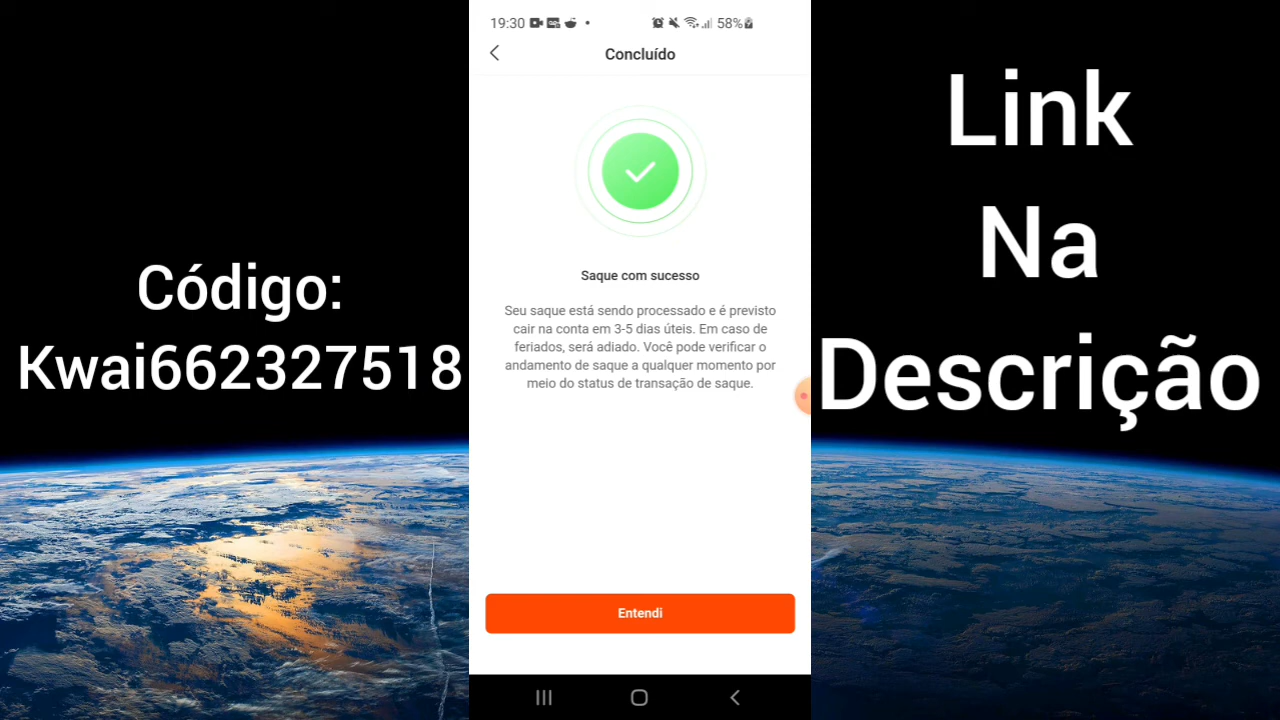 Código:
Kwai662327518
19:30
58%
Concluído
Saque com sucesso
Seu saque está sendo processado e é previsto
cair na conta em 3-5 dias úteis. Em caso de
feriados, será adiado. Você pode verificar o
andamento de saque a qualquer momento por
meio do status de transação de saque.
Entendi
Link
Na
Descrição